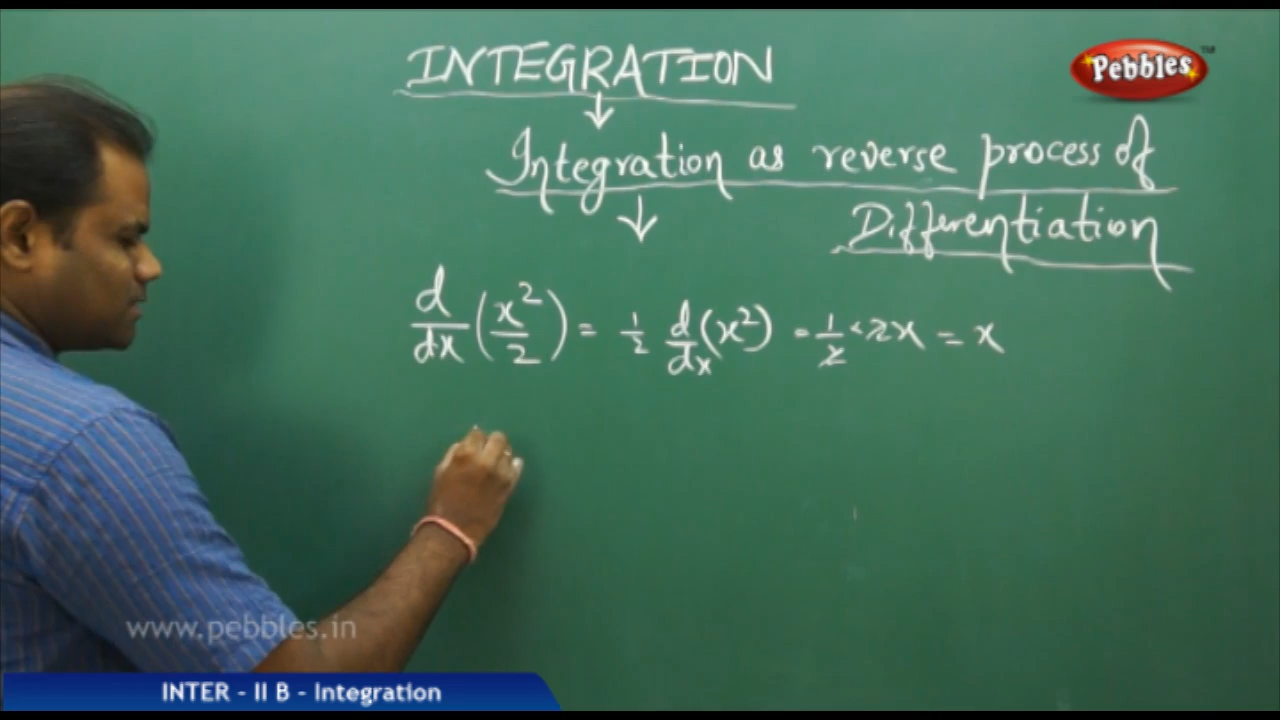 INTEGRATION
Pebbles™
Integration as reverse process of
Differentiation
d/dx (x²/2) = 1/2 d/dx (x²) = 1/2 × 2x = x
www.pebbles.in
INTER - II B - Integration